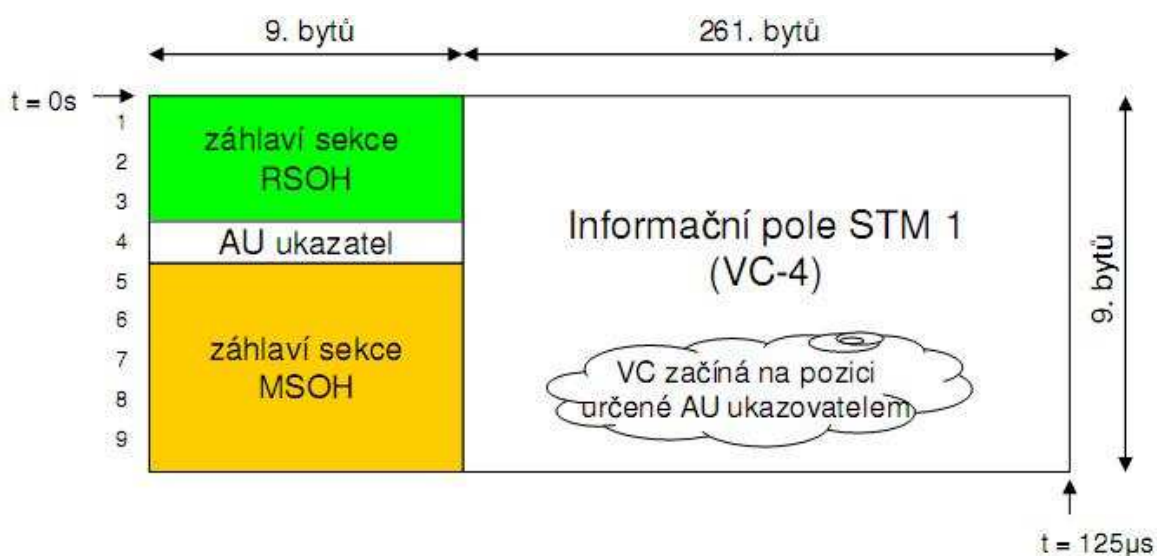 9. bytů
261. bytů
t = 0s
1
2
3
4
5
6
7
8
9
záhlaví sekce
RSOH
AU ukazatel
záhlaví sekce
MSOH
Informační pole STM 1
(VC-4)
VC začíná na pozici
určené AU ukazovatelem
9. bytů
t = 125µs